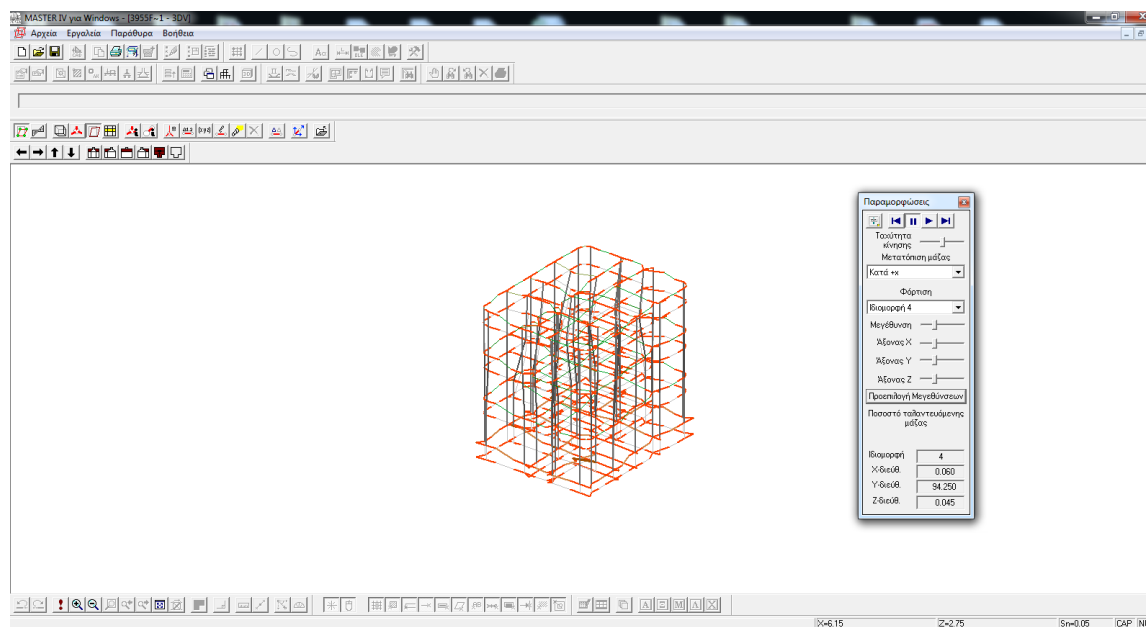 MASTER IV για Windows - [3955F~1 - 3DV]
Αρχεία Εργαλεία Παράθυρα Βοήθεια
Παραμορφώσεις
Ταχύτητα
κίνησης
Μετατόπιση μάζας
Κατά +x
Φόρτιση
Ιδιομορφή 4
Μεγέθυνση
Άξονας X
Άξονας Y
Άξονας Z
Προεπιλογή Μεγεθύνσεων
Ποσοστό ταλαντευόμενης
μάζας
Ιδιομορφή 4
X-διεύθ. 0.060
Y-διεύθ. 94.250
Z-διεύθ. 0.045
X=6.15 Z=2.75 Sn=0.05 CAP